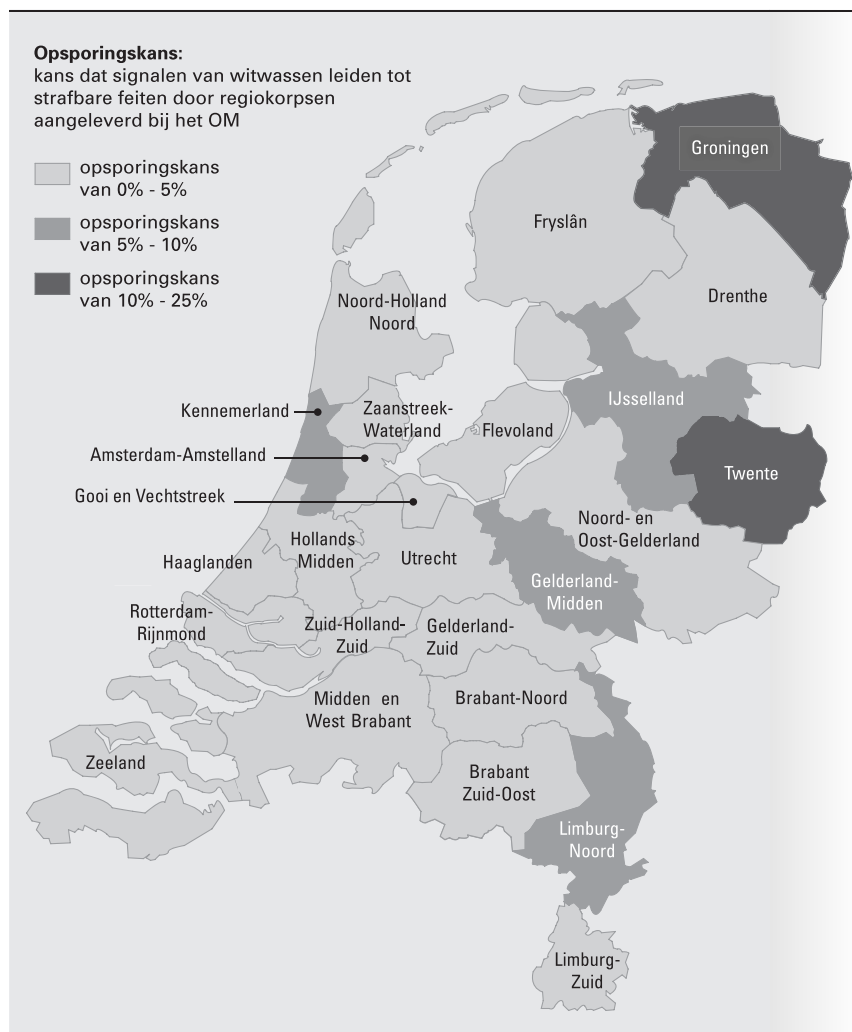 Opsporingskans:
kans dat signalen van witwassen leiden tot
strafbare feiten door regiokorpsen
aangeleverd bij het OM
opsporingskans
van 0% - 5%
opsporingskans
van 5% - 10%
opsporingskans
van 10% - 25%
Groningen
Fryslân
Drenthe
Noord-Holland
Noord
IJsselland
Kennemerland
Zaanstreek-
Waterland
Flevoland
Amsterdam-Amstelland
Twente
Gooi en Vechtstreek
Noord- en
Oost-Gelderland
Hollands
Midden
Utrecht
Haaglanden
Gelderland-
Midden
Rotterdam-
Rijnmond
Zuid-Holland-
Zuid
Gelderland-
Zuid
Midden en
West Brabant
Brabant-Noord
Zeeland
Brabant
Zuid-Oost
Limburg-
Noord
Limburg-
Zuid